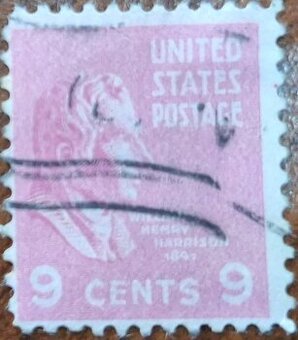 UNITED
STATES
POSTAGE
WILLIAM
HENRY
HARRISON
1841
9 CENTS 9